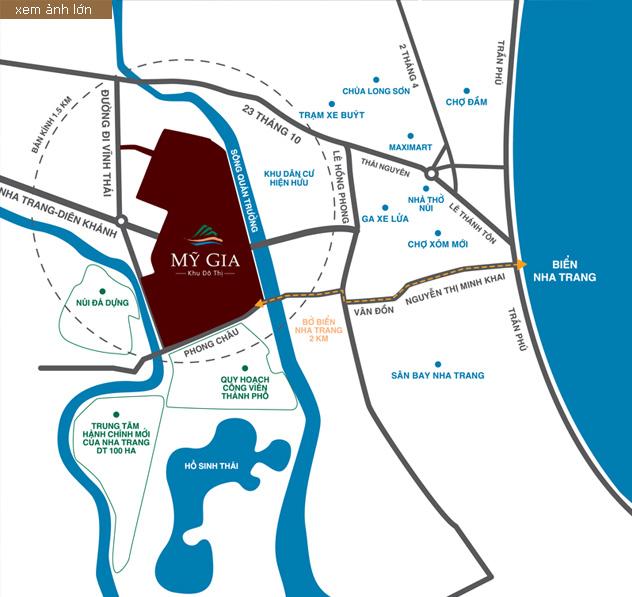 xem ảnh lớn
TRẦN PHÚ
2 THÁNG 4
CHÙA LONG SƠN
CHỢ ĐẦM
TRẠM XE BUÝT
23 THÁNG 10
BÁN KÍNH 1.5 KM
ĐƯỜNG ĐI VĨNH THÁI
SÔNG QUÁN TRƯỜNG
MAXIMART
LÊ HỒNG PHONG
THÁI NGUYÊN
KHU DÂN CƯ
HIỆN HỮU
NHA TRANG-DIÊN KHÁNH
NHÀ THỜ
NÚI
GA XE LỬA
LÊ THÁNH TÔN
CHỢ XÓM MỚI
MỸ GIA
Khu Đô Thị
BIỂN
NHA TRANG
NÚI ĐÁ DỰNG
NGUYỄN THỊ MINH KHAI
VÂN ĐỒN
BỜ BIỂN
NHA TRANG
2 KM
TRẦN PHÚ
PHONG CHÂU
QUY HOẠCH
CÔNG VIÊN
THÀNH PHỐ
SÂN BAY NHA TRANG
TRUNG TÂM
HÀNH CHÍNH MỚI
CỦA NHA TRANG
DT 100 HA
HỒ SINH THÁI